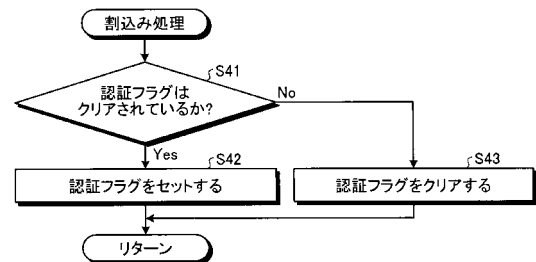 割込み処理
S41
認証フラグは
クリアされているか?
No
Yes
S42
認証フラグをセットする
S43
認証フラグをクリアする
リターン